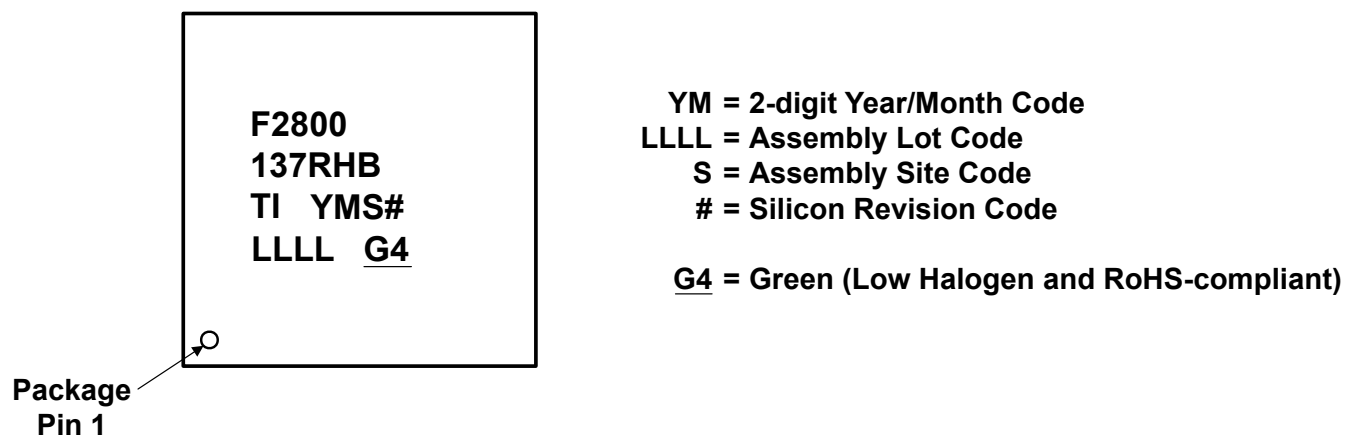 F2800
137RHB
TI YMS#
LLLL G4
Package
Pin 1
YM = 2-digit Year/Month Code
LLLL = Assembly Lot Code
S = Assembly Site Code
# = Silicon Revision Code
G4 = Green (Low Halogen and RoHS-compliant)